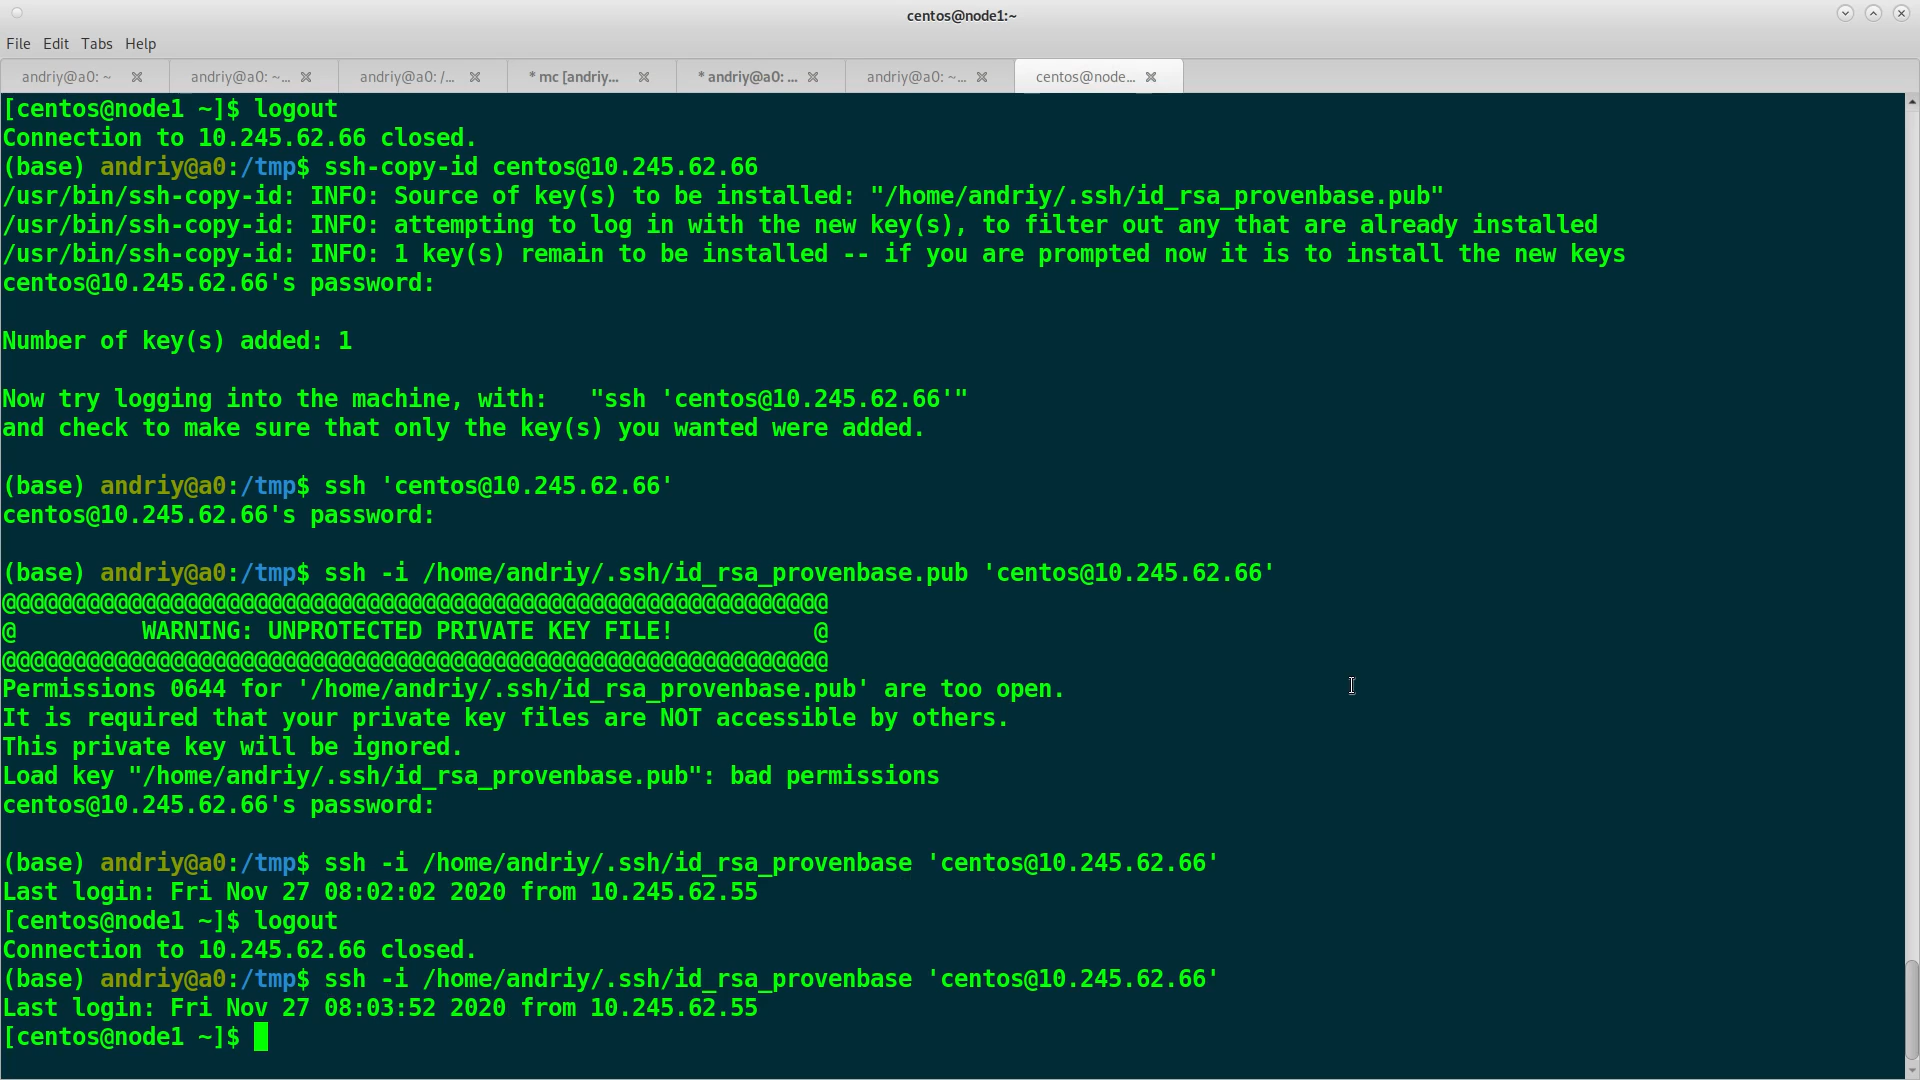 centos@node1:~
File Edit Tabs Help
andriy@a0: ~ andriy@a0: ~... andriy@a0: /... * mc [andriy... * andriy@a0: ... andriy@a0: ~... centos@node...
[centos@node1 ~]$ logout
Connection to 10.245.62.66 closed.
(base) andriy@a0:/tmp$ ssh-copy-id centos@10.245.62.66
/usr/bin/ssh-copy-id: INFO: Source of key(s) to be installed: "/home/andriy/.ssh/id_rsa_provenbase.pub"
/usr/bin/ssh-copy-id: INFO: attempting to log in with the new key(s), to filter out any that are already installed
/usr/bin/ssh-copy-id: INFO: 1 key(s) remain to be installed -- if you are prompted now it is to install the new keys
centos@10.245.62.66's password:
Number of key(s) added: 1
Now try logging into the machine, with:   "ssh 'centos@10.245.62.66'"
and check to make sure that only the key(s) you wanted were added.
(base) andriy@a0:/tmp$ ssh 'centos@10.245.62.66'
centos@10.245.62.66's password:
(base) andriy@a0:/tmp$ ssh -i /home/andriy/.ssh/id_rsa_provenbase.pub 'centos@10.245.62.66'
@@@@@@@@@@@@@@@@@@@@@@@@@@@@@@@@@@@@@@@@@@@@@@@@@@@@@@@@@@@
@         WARNING: UNPROTECTED PRIVATE KEY FILE!          @
@@@@@@@@@@@@@@@@@@@@@@@@@@@@@@@@@@@@@@@@@@@@@@@@@@@@@@@@@@@
Permissions 0644 for '/home/andriy/.ssh/id_rsa_provenbase.pub' are too open.
It is required that your private key files are NOT accessible by others.
This private key will be ignored.
Load key "/home/andriy/.ssh/id_rsa_provenbase.pub": bad permissions
centos@10.245.62.66's password:
(base) andriy@a0:/tmp$ ssh -i /home/andriy/.ssh/id_rsa_provenbase 'centos@10.245.62.66'
Last login: Fri Nov 27 08:02:02 2020 from 10.245.62.55
[centos@node1 ~]$ logout
Connection to 10.245.62.66 closed.
(base) andriy@a0:/tmp$ ssh -i /home/andriy/.ssh/id_rsa_provenbase 'centos@10.245.62.66'
Last login: Fri Nov 27 08:03:52 2020 from 10.245.62.55
[centos@node1 ~]$